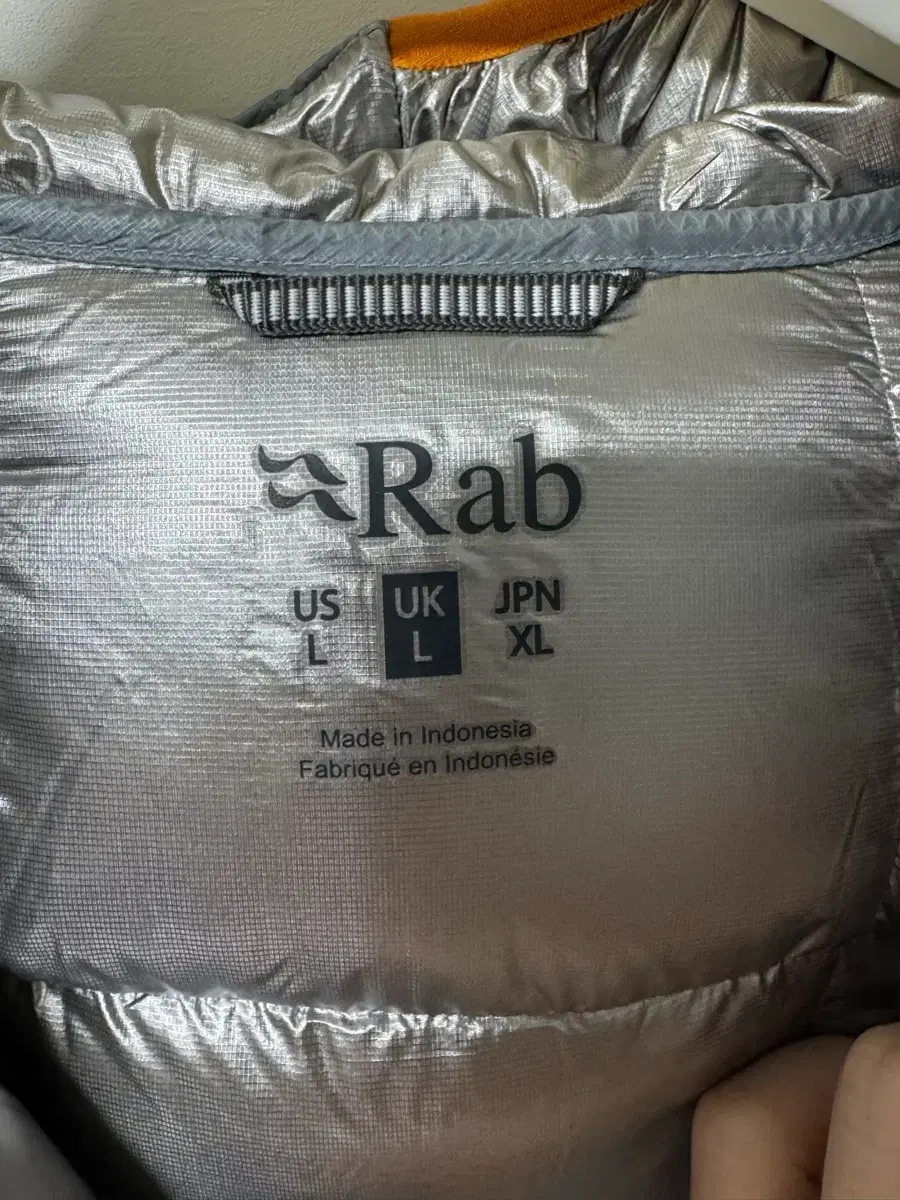 Rab
US UK JPN
L L XL
Made in Indonesia
Fabriqué en Indonésie